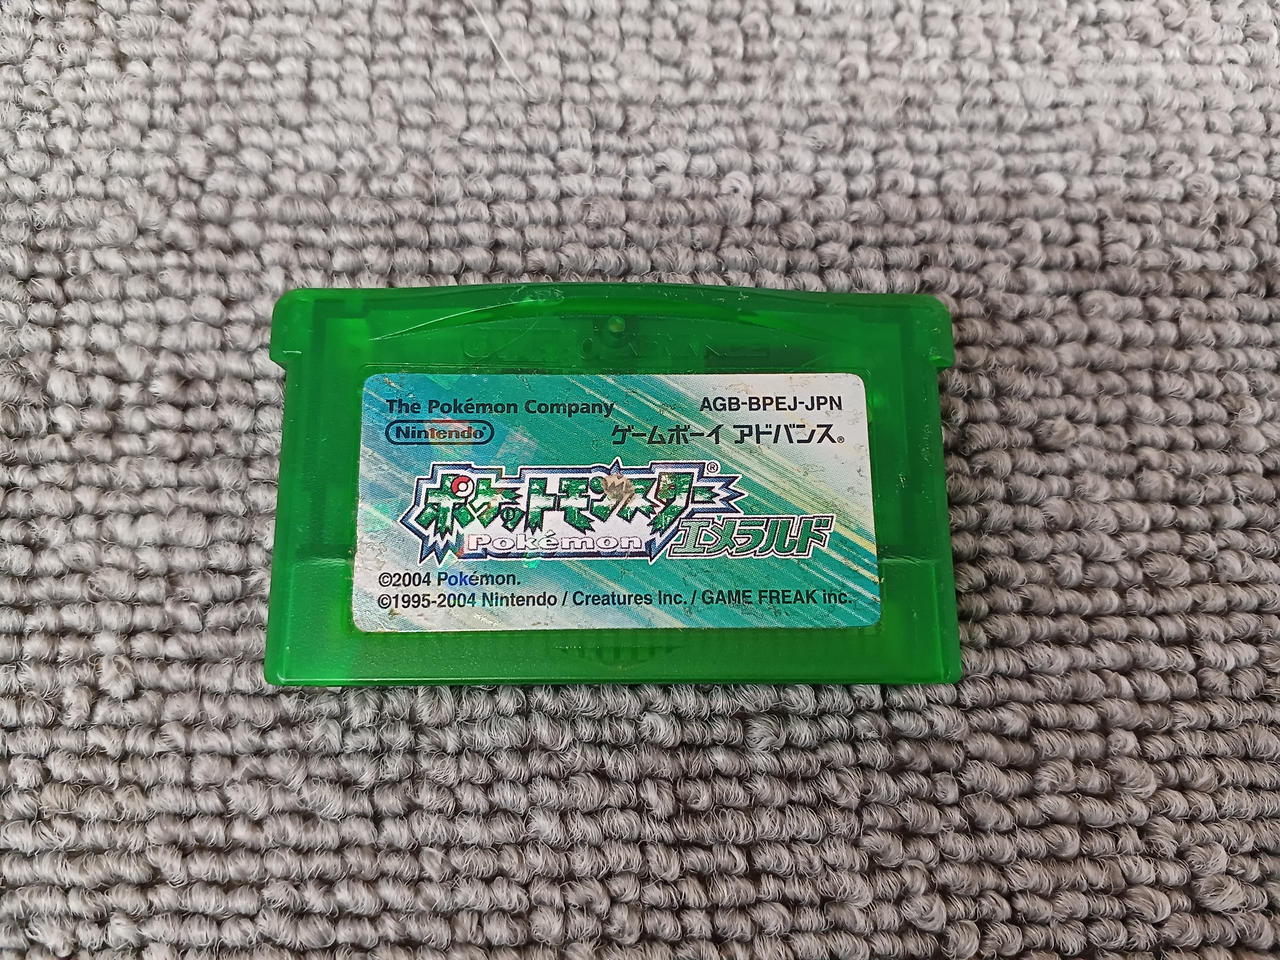 The Pokémon Company
AGB-BPEJ-JPN
Nintendo®
ゲームボーイ アドバンス®
ポケットモンスター®
Pokémon
エメラルド
©2004 Pokémon.
©1995-2004 Nintendo / Creatures Inc. / GAME FREAK inc.